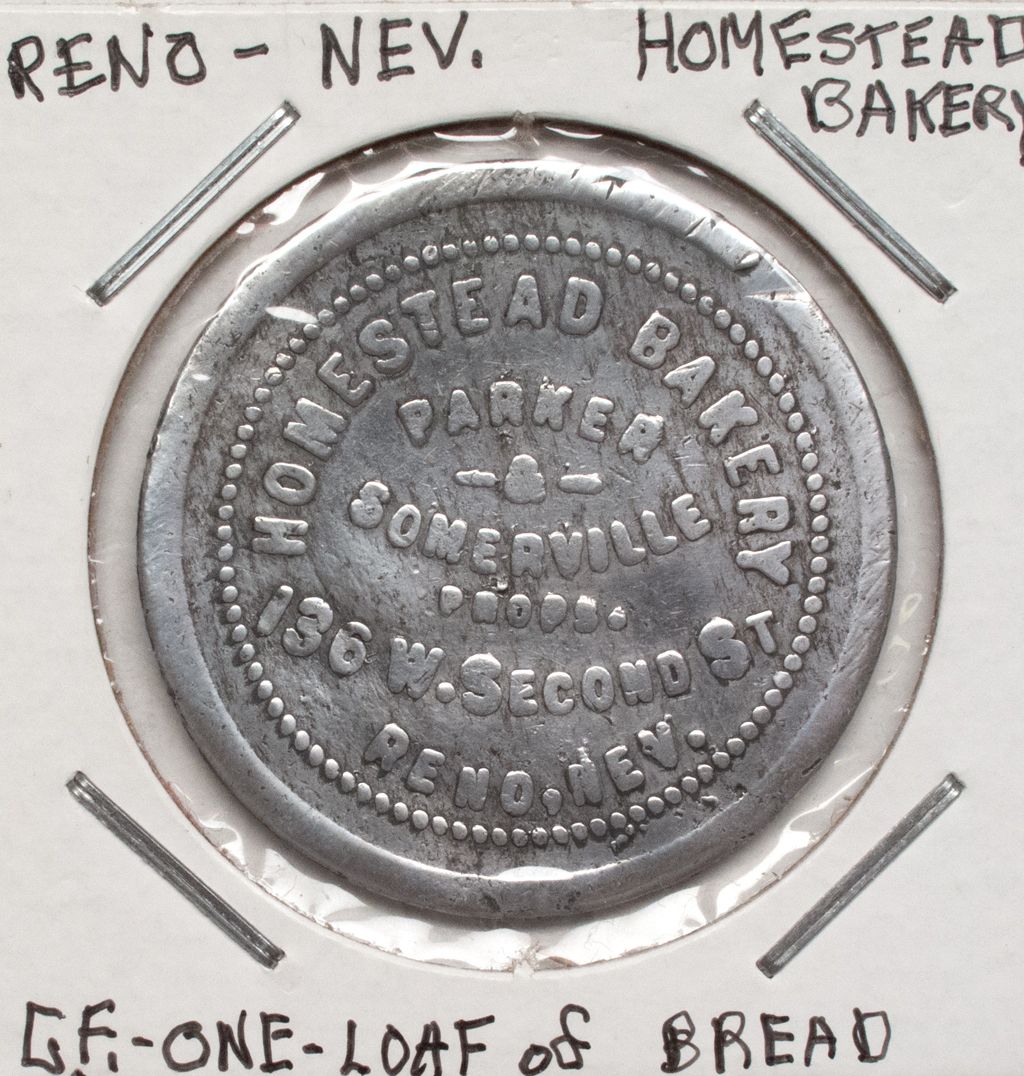 RENO - NEV.
HOMESTEAD
BAKERY
HOMESTEAD BAKERY
PARKER
SOMERVILLE
PROPS.
136 W. SECOND ST
RENO, NEV.
G.F.-ONE-LOAF of BREAD